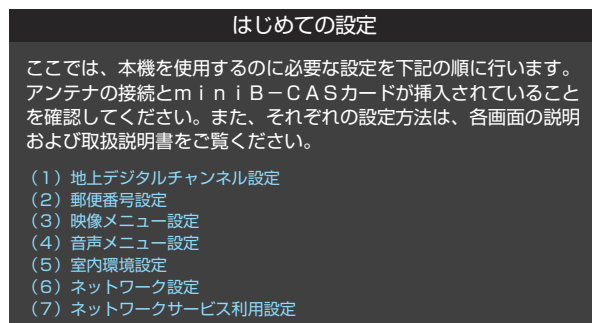 はじめての設定
ここでは、本機を使用するのに必要な設定を下記の順に行います。
アンテナの接続とｍｉｎｉＢ－ＣＡＳカードが挿入されていること
を確認してください。また、それぞれの設定方法は、各画面の説明
および取扱説明書をご覧ください。
（１）地上デジタルチャンネル設定
（２）郵便番号設定
（３）映像メニュー設定
（４）音声メニュー設定
（５）室内環境設定
（６）ネットワーク設定
（７）ネットワークサービス利用設定